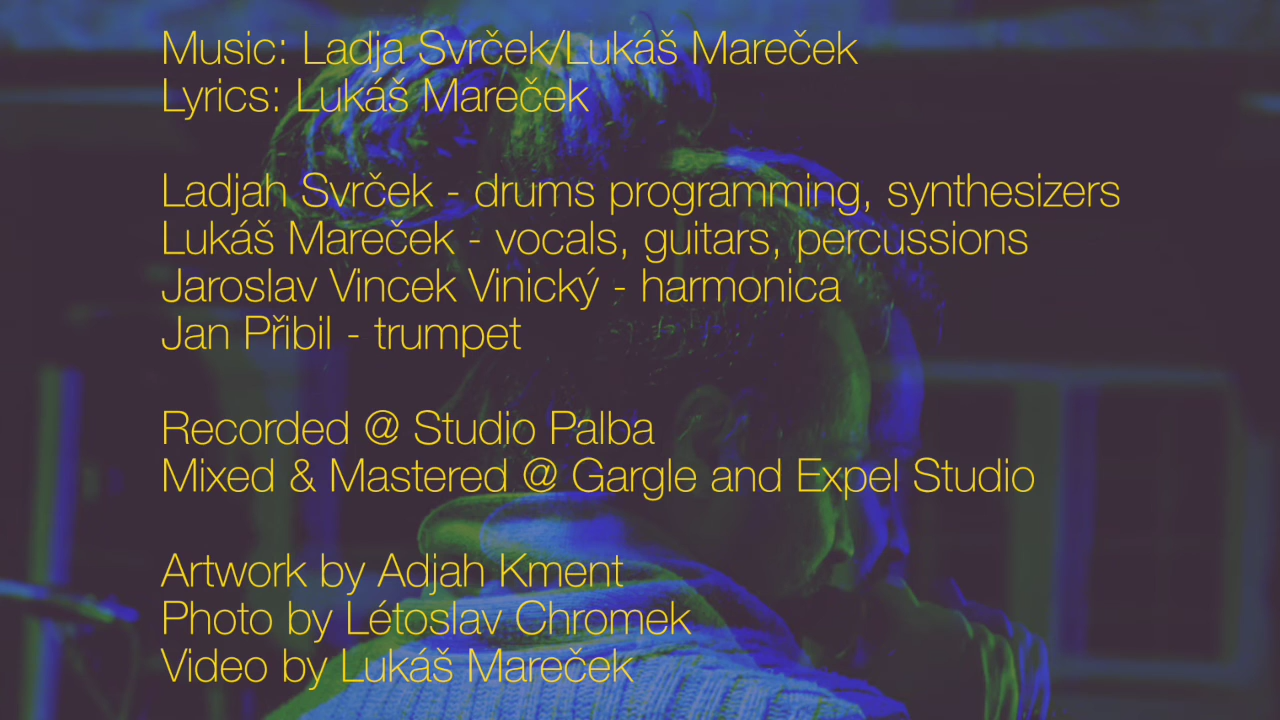 Music: Ladja Svrček/Lukáš Mareček
Lyrics: Lukáš Mareček
Ladjah Svrček - drums programming, synthesizers
Lukáš Mareček - vocals, guitars, percussions
Jaroslav Vincek Vinický - harmonica
Jan Přibil - trumpet
Recorded @ Studio Palba
Mixed & Mastered @ Gargle and Expel Studio
Artwork by Adjah Kment
Photo by Létoslav Chromek
Video by Lukáš Mareček